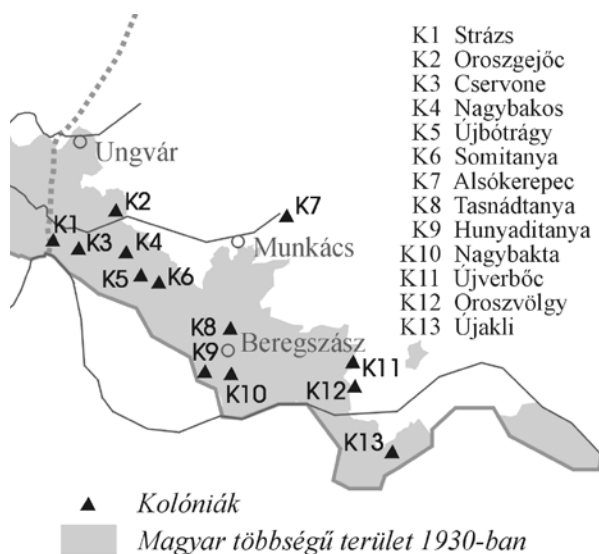 K1 Strázs
K2 Oroszgejőc
K3 Cservone
K4 Nagybakos
K5 Újbótrágy
K6 Somitanya
K7 Alsókerepec
K8 Tasnádtanya
K9 Hunyaditanya
K10 Nagybakta
K11 Újverbőc
K12 Oroszvölgy
K13 Újakli
Ungvár
K2
K7
K1
K3
K4
Munkács
K5
K6
K8
Beregszász
K9
K10
K11
K12
K13
Kolóniák
Magyar többségű terület 1930-ban